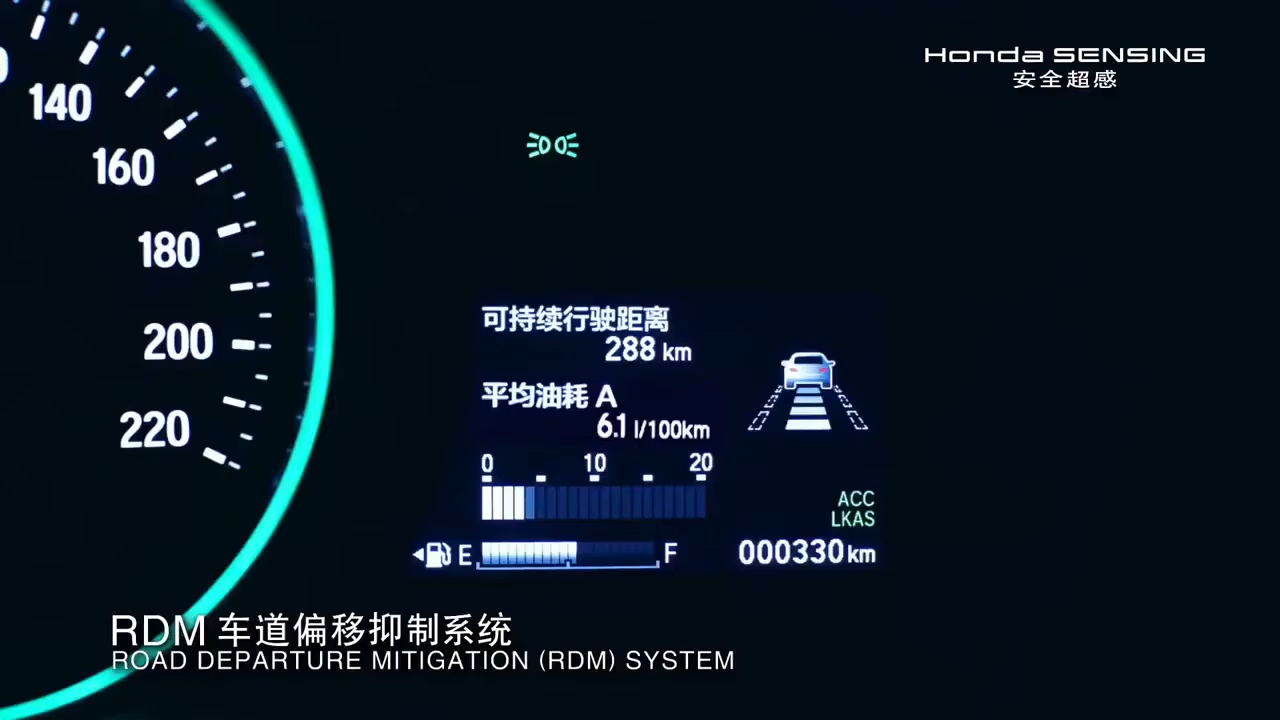 Honda SENSING
安全超感
140
160
180
200
220
可持续行驶距离
288 km
平均油耗 A
6.1 l/100km
0 10 20
ACC
LKAS
E F
000330 km
RDM 车道偏移抑制系统
ROAD DEPARTURE MITIGATION (RDM) SYSTEM